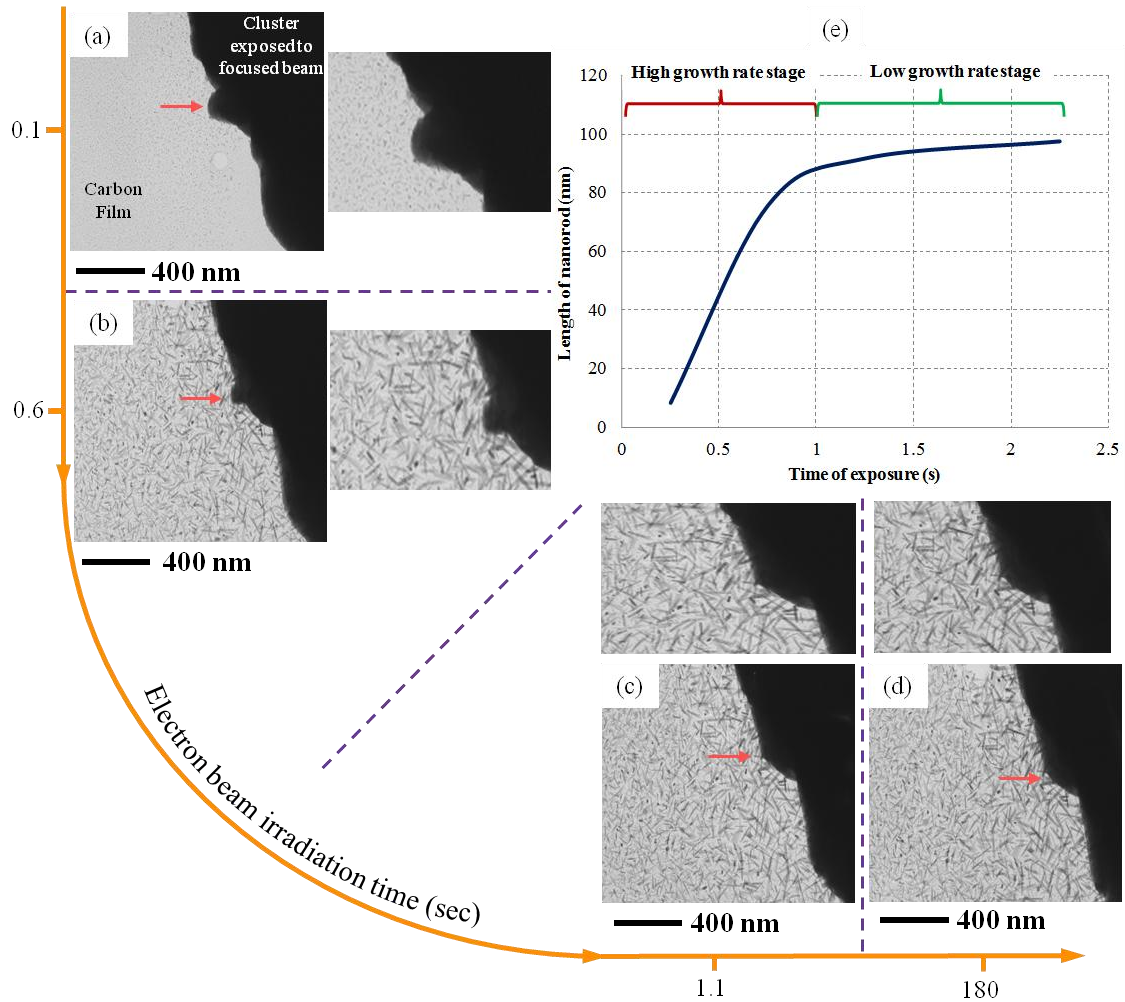 (a)
Cluster
exposed to
focused beam
Carbon
Film
400 nm
0.1
(b)
400 nm
0.6
(e)
High growth rate stage
Low growth rate stage
Length of nanorod (nm)
120
100
80
60
40
20
0
0
0.5
1
1.5
2
2.5
Time of exposure (s)
(c)
400 nm
(d)
400 nm
Electron beam irradiation time (sec)
1.1
180